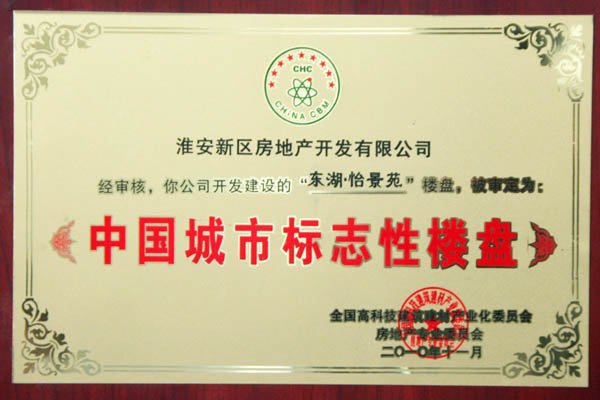 CHC
CHINA CBM
淮安新区房地产开发有限公司
经审核，你公司开发建设的“东湖·怡景苑”楼盘，被审定为：
中国城市标志性楼盘
全国高科技建筑建材产业化委员会
房地产专业委员会
二〇一〇年十一月